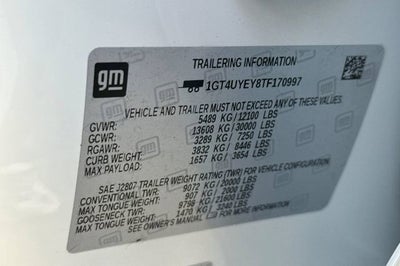 gm
TRAILERING INFORMATION
1GT4UYEY8TF170997
VEHICLE AND TRAILER MUST NOT EXCEED ANY OF THESE VALUES:
GVWR: 5489 KG/12100 LBS
GCWR: 13608 KG/30000 LBS
RGAWR: 3289 KG/ 7250 LBS
CURB WEIGHT: 3832 KG/ 8446 LBS
MAX PAYLOAD: 1657 KG/ 3654 LBS
SAE J2807 TRAILER WEIGHT RATING (TWR) FOR VEHICLE CONFIGURATION:
CONVENTIONAL TWR: 9072 KG/20000 LBS
MAX TONGUE WEIGHT: 907 KG/ 2000 LBS
GOOSENECK TWR: 9798 KG/21600 LBS
MAX TONGUE WEIGHT: 1470 KG/ 3240 LBS
SEE OWNER'S MANUAL FOR ADDITIONAL INFORMATION